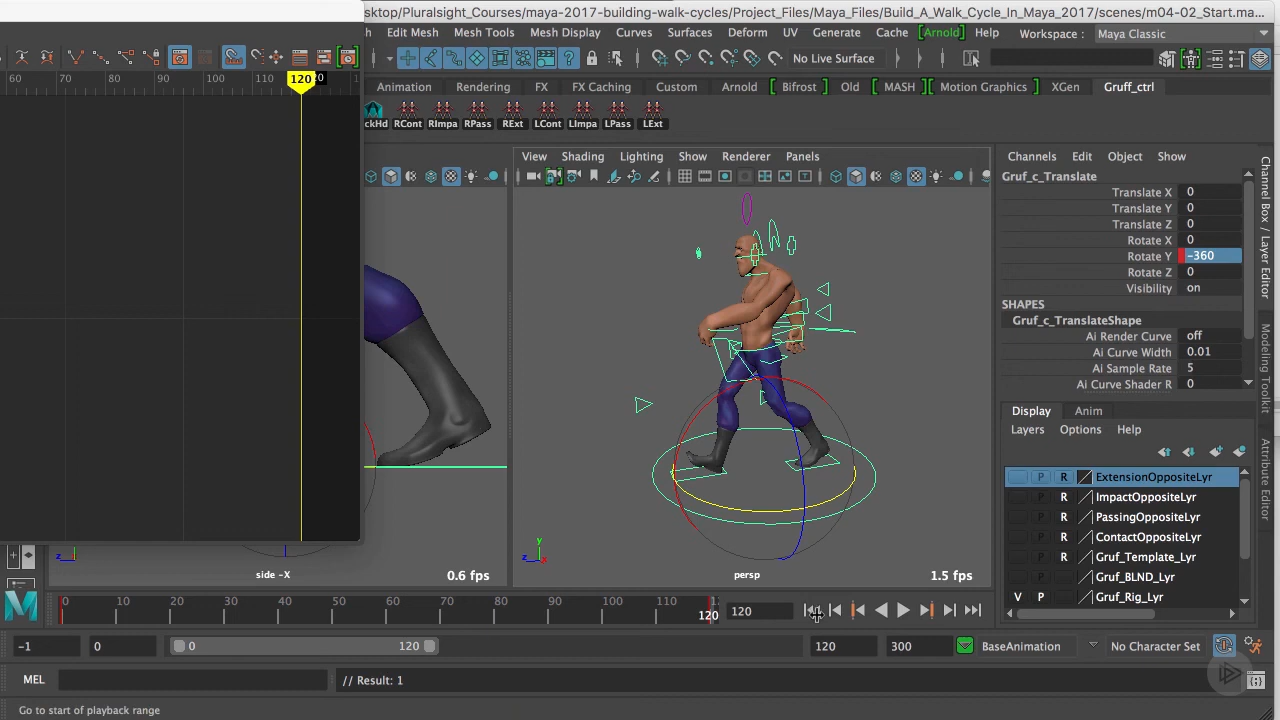 sktop/Pluralsight_Courses/maya-2017-building-walk-cycles/Project_Files/Maya_Files/Build_A_Walk_Cycle_In_Maya_2017/scenes/m04-02_Start.ma...
Edit Mesh Mesh Tools Mesh Display Curves Surfaces Deform UV Generate Cache [Arnold] Help Workspace : Maya Classic
No Live Surface
60 70 80 90 100 110 120
Animation Rendering FX FX Caching Custom Arnold Bifrost Old MASH Motion Graphics XGen Gruff_ctrl
ckHd RCont RImpa RPass RExt LCont LImpa LPass LExt
View Shading Lighting Show Renderer Panels
Channels Edit Object Show
Gruf_c_Translate
Translate X 0
Translate Y 0
Translate Z 0
Rotate X 0
Rotate Y -360
Rotate Z 0
Visibility on
SHAPES
Gruf_c_TranslateShape
Ai Render Curve off
Ai Curve Width 0.01
Ai Sample Rate 5
Ai Curve Shader R 0
Channel Box / Layer Editor
Modeling Toolkit
Attribute Editor
Display Anim
Layers Options Help
P R ExtensionOppositeLyr
R ImpactOppositeLyr
R PassingOppositeLyr
R ContactOppositeLyr
R Gruf_Template_Lyr
Gruf_BLND_Lyr
V P Gruf_Rig_Lyr
z side -X 0.6 fps
y z x persp 1.5 fps
0 10 20 30 40 50 60 70 80 90 100 110 120 120
-1 0 0 120 120 300 BaseAnimation No Character Set
MEL // Result: 1
Go to start of playback range